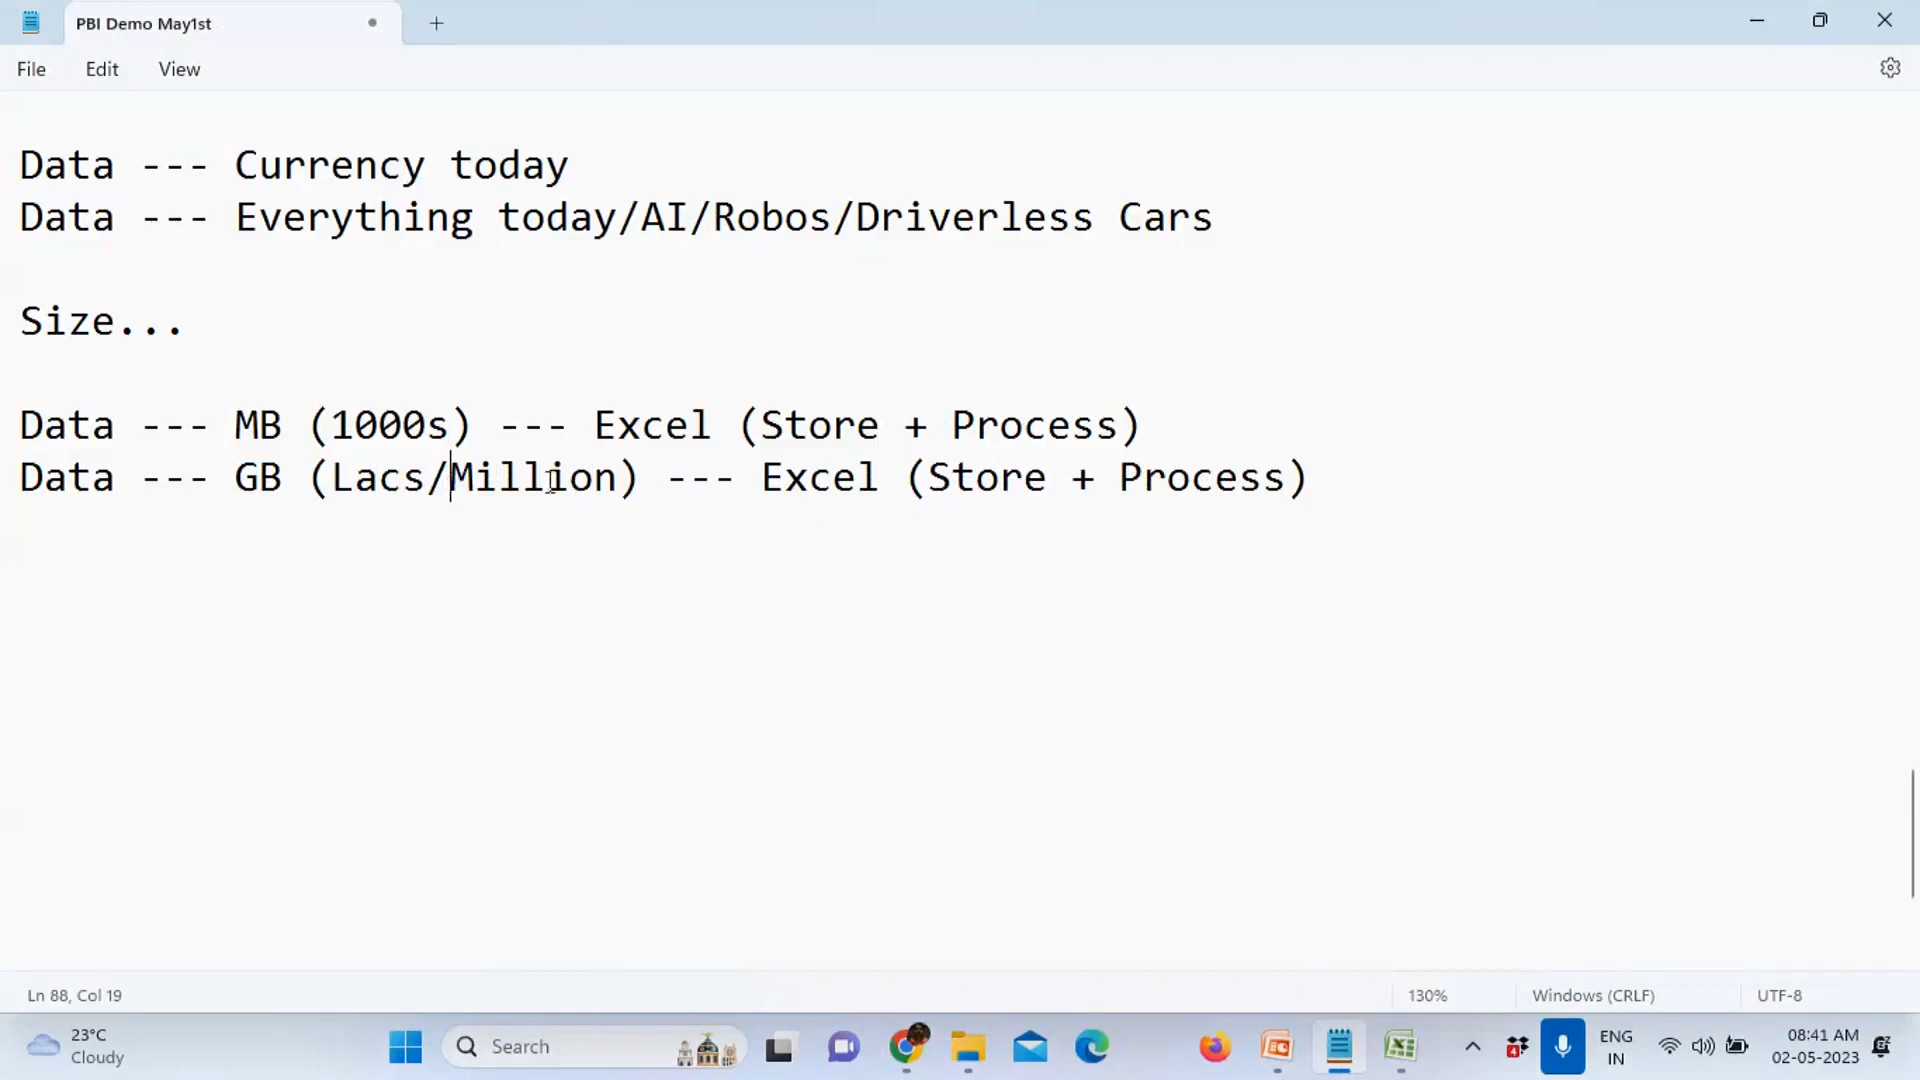 PBI Demo May1st
File Edit View
Data --- Currency today
Data --- Everything today/AI/Robos/Driverless Cars
Size...
Data --- MB (1000s) --- Excel (Store + Process)
Data --- GB (Lacs/Million) --- Excel (Store + Process)
Ln 88, Col 19 130% Windows (CRLF) UTF-8
23°C
Cloudy
Search
4
ENG
IN
08:41 AM
02-05-2023